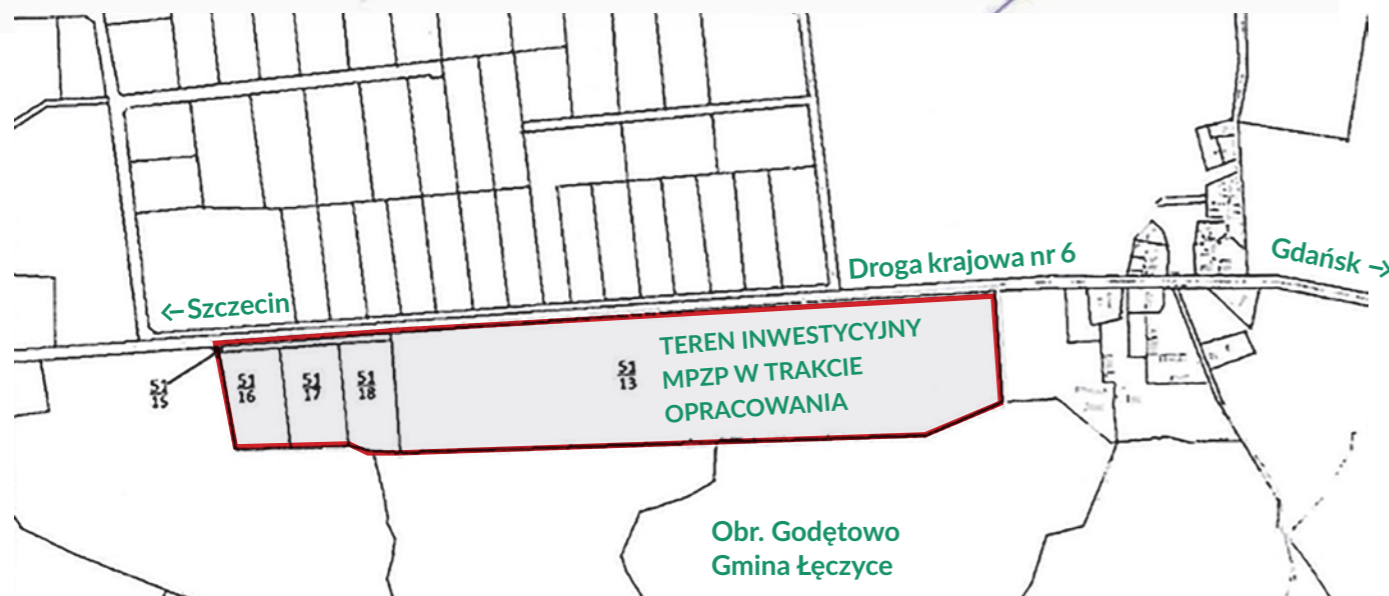 Droga krajowa nr 6
Gdańsk →
←Szczecin
TEREN INWESTYCYJNY
MPZP W TRAKCIE
OPRACOWANIA
51
15
51
16
51
17
51
18
51
13
Obr. Godętowo
Gmina Łęczyce